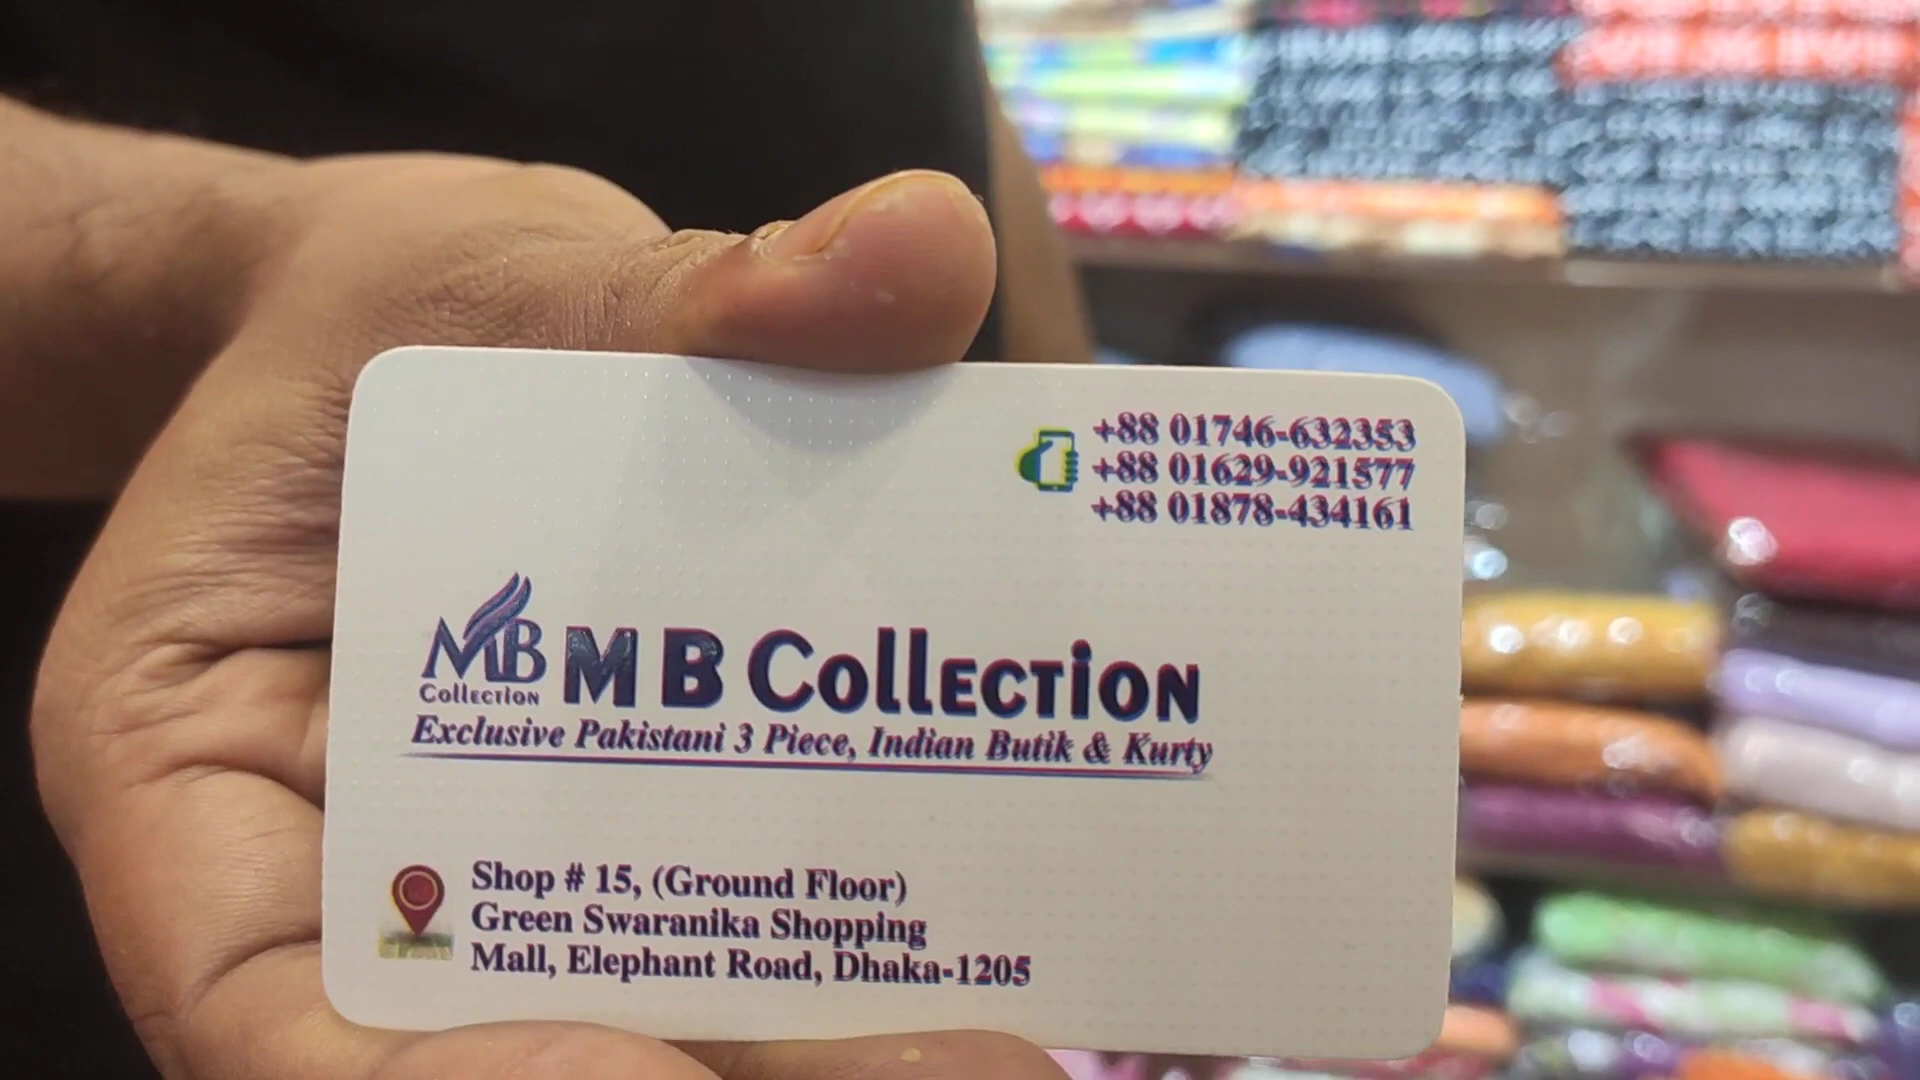 +88 01746-632353
+88 01629-921577
+88 01878-434161
MB
Collection
M B Collection
Exclusive Pakistani 3 Piece, Indian Butik & Kurty
Shop # 15, (Ground Floor)
Green Swaranika Shopping
Mall, Elephant Road, Dhaka-1205